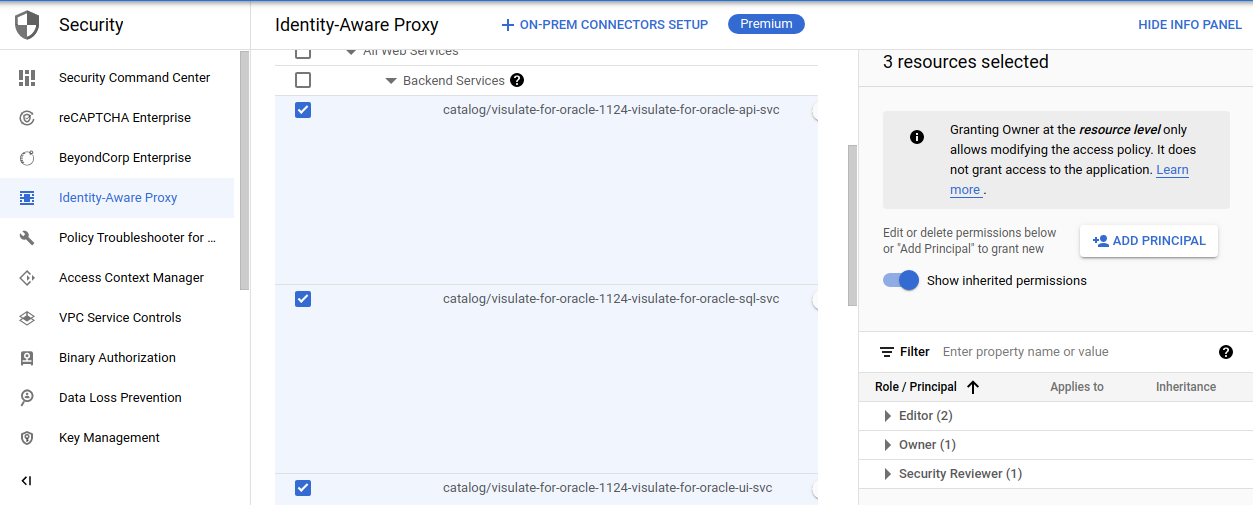 Security
Identity-Aware Proxy
ON-PREM CONNECTORS SETUP
Premium
HIDE INFO PANEL
Security Command Center
reCAPTCHA Enterprise
BeyondCorp Enterprise
Identity-Aware Proxy
Policy Troubleshooter for ...
Access Context Manager
VPC Service Controls
Binary Authorization
Data Loss Prevention
Key Management
All Web Services
Backend Services
catalog/visulate-for-oracle-1124-visulate-for-oracle-api-svc
catalog/visulate-for-oracle-1124-visulate-for-oracle-sql-svc
catalog/visulate-for-oracle-1124-visulate-for-oracle-ui-svc
3 resources selected
Granting Owner at the resource level only
allows modifying the access policy. It does
not grant access to the application. Learn
more .
Edit or delete permissions below
or "Add Principal" to grant new
ADD PRINCIPAL
Show inherited permissions
Filter Enter property name or value
Role / Principal Applies to Inheritance
Editor (2)
Owner (1)
Security Reviewer (1)